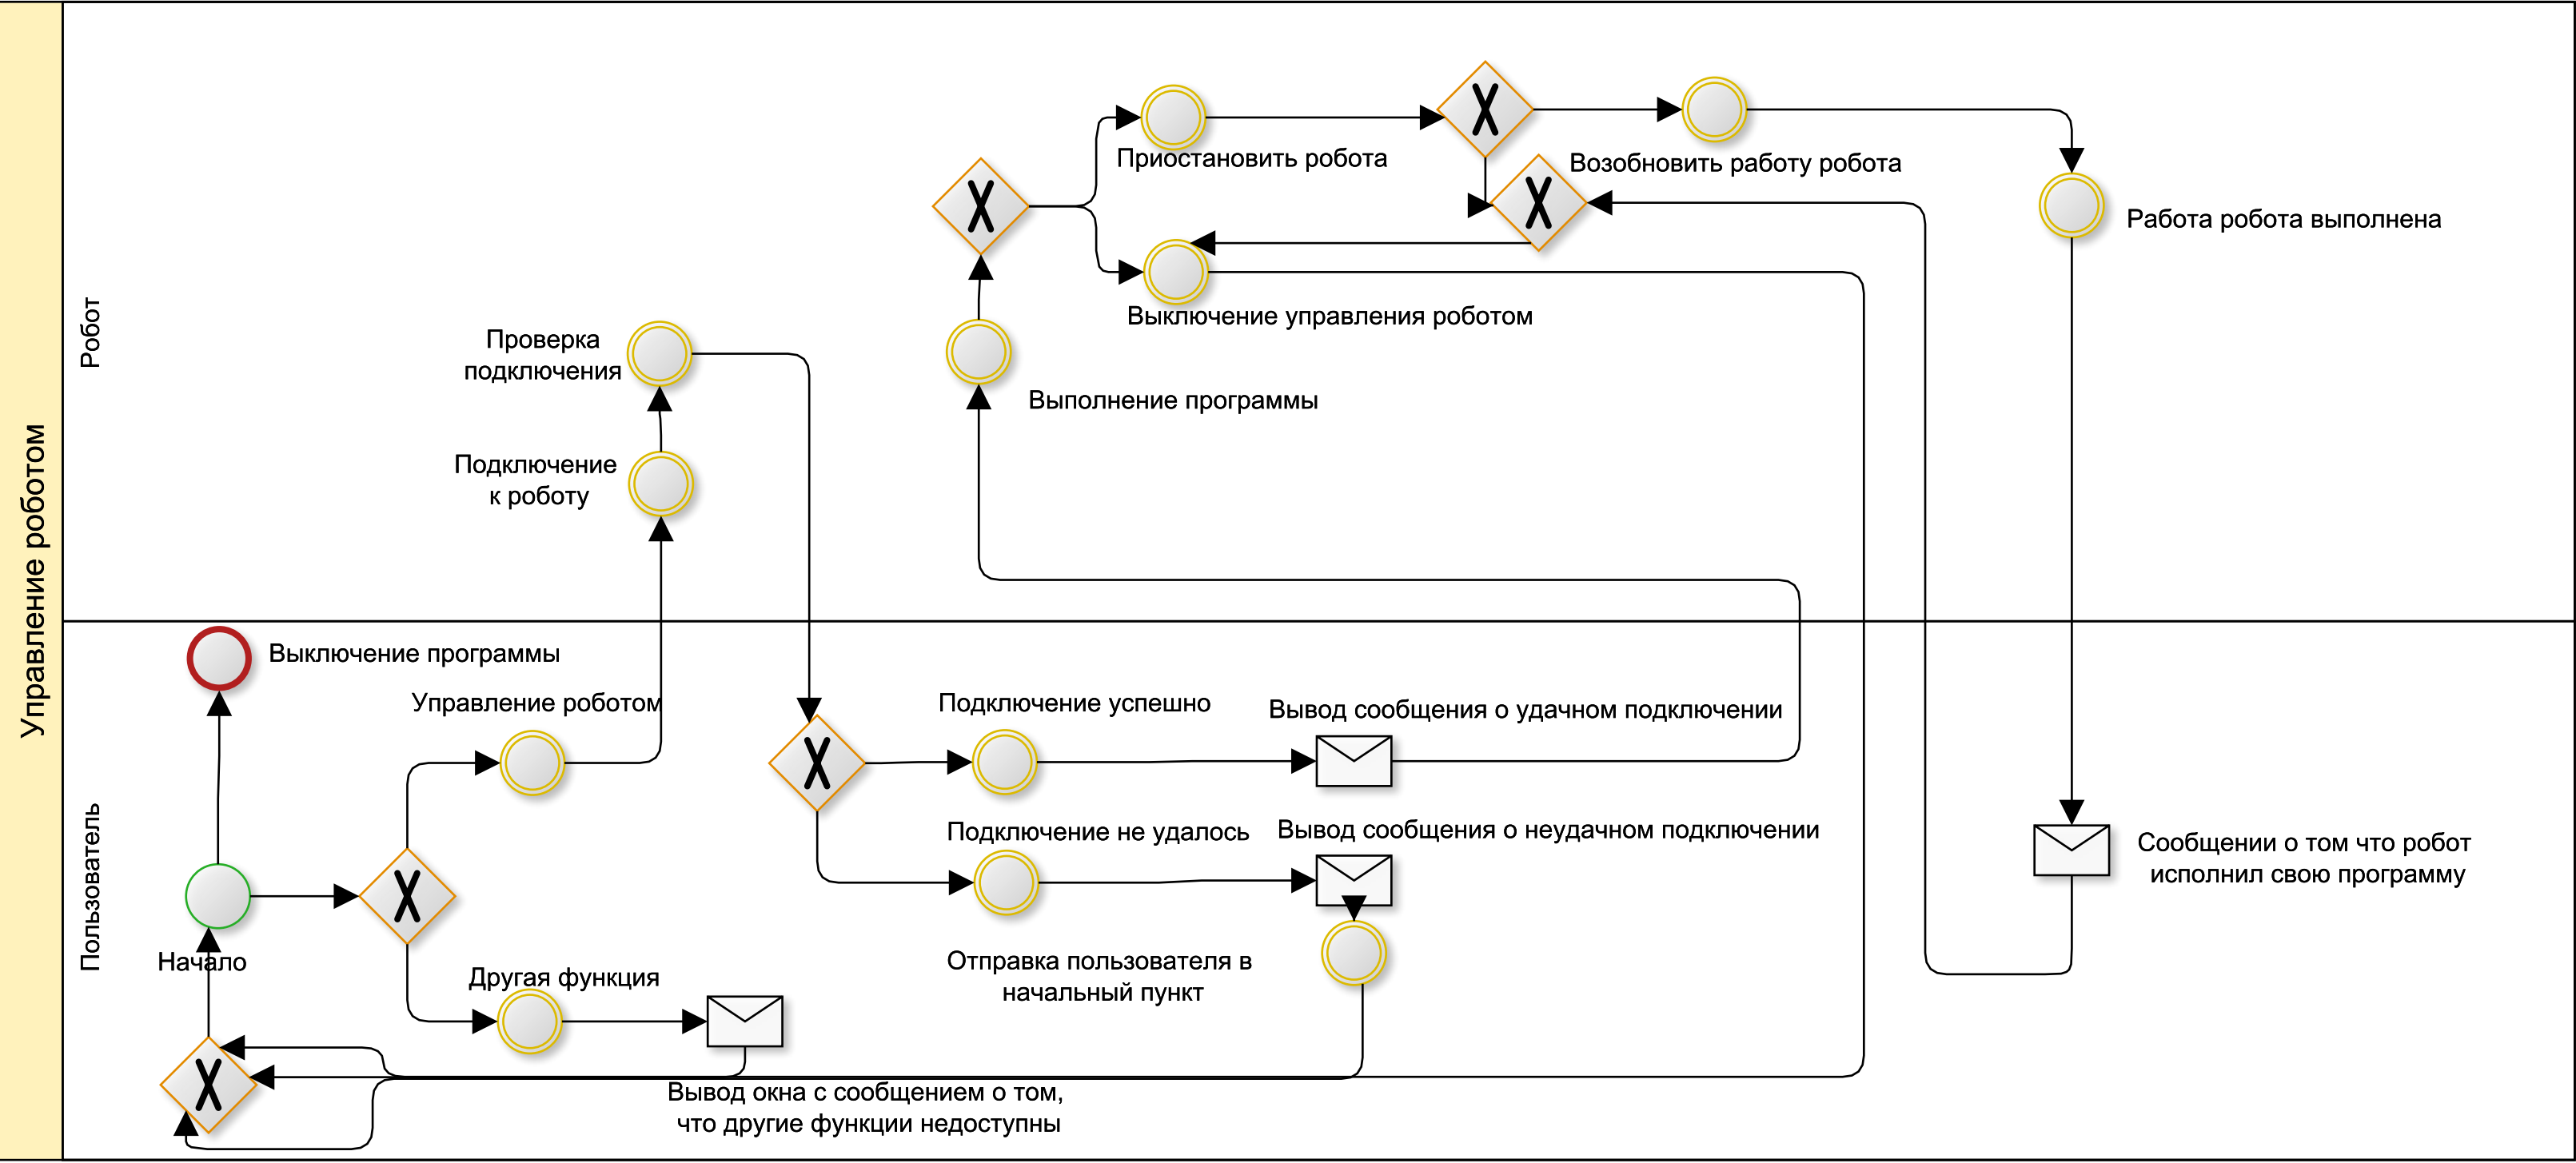 Управление роботом
Робот
Приостановить робота
Возобновить работу робота
Работа робота выполнена
Выключение управления роботом
Проверка
подключения
Выполнение программы
Подключение
к роботу
Пользователь
Выключение программы
Управление роботом
Подключение успешно
Вывод сообщения о удачном подключении
Подключение не удалось
Вывод сообщения о неудачном подключении
Сообщении о том что робот
исполнил свою программу
Начало
Другая функция
Отправка пользователя в
начальный пункт
Вывод окна с сообщением о том,
что другие функции недоступны